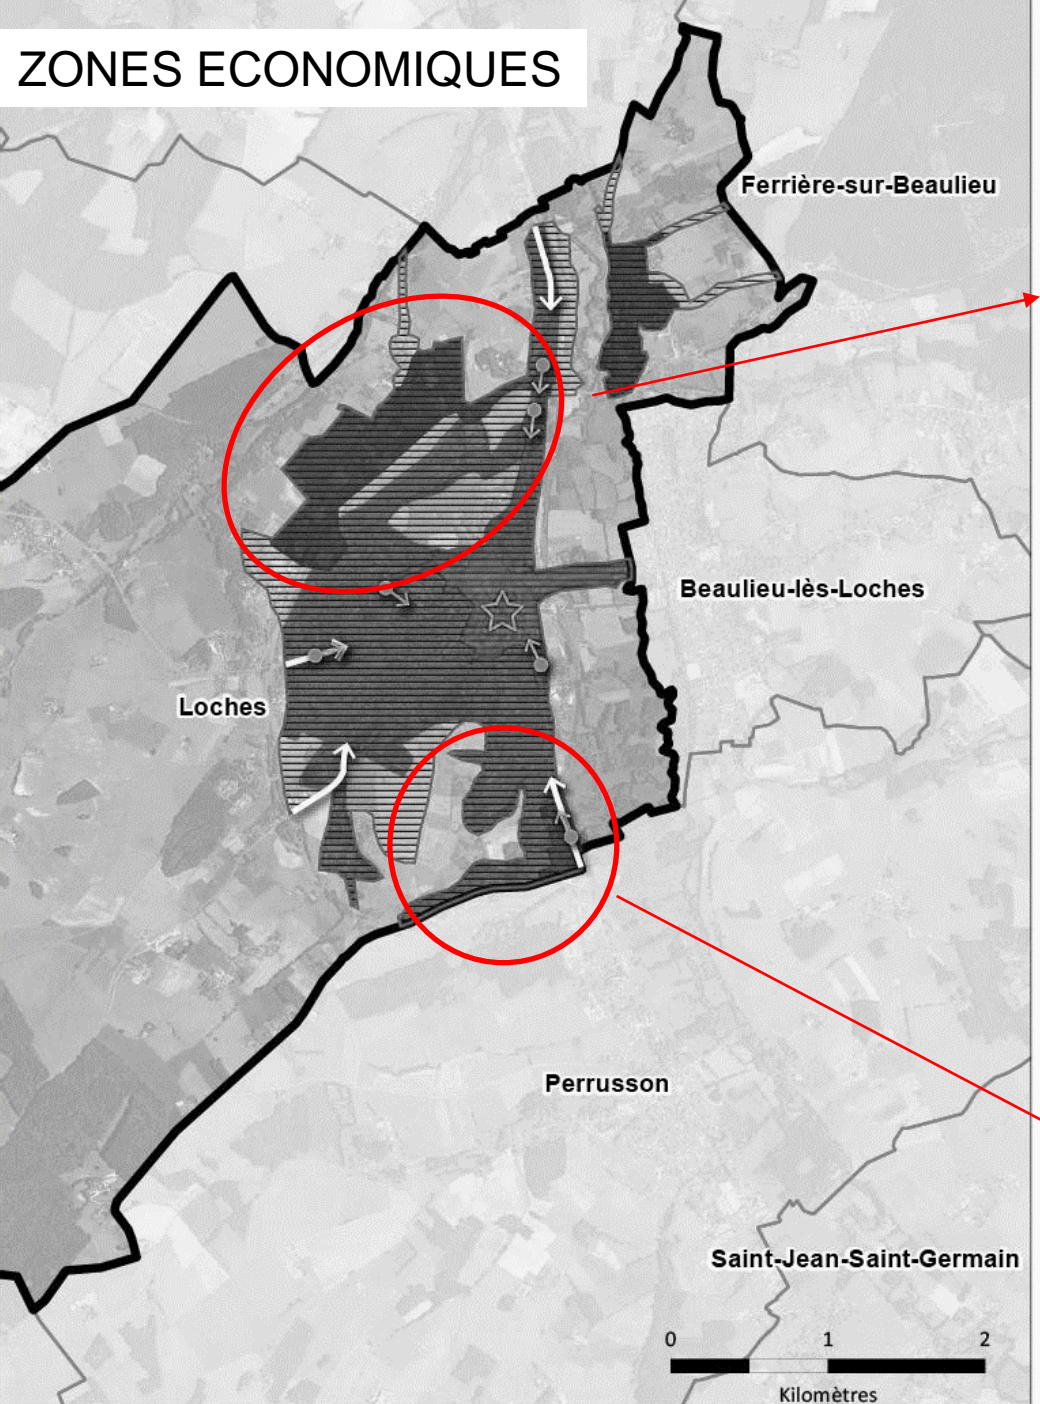 ZONES ECONOMIQUES
Ferrière-sur-Beaulieu
Beaulieu-lès-Loches
Loches
Perrusson
Saint-Jean-Saint-Germain
0 1 2
Kilomètres